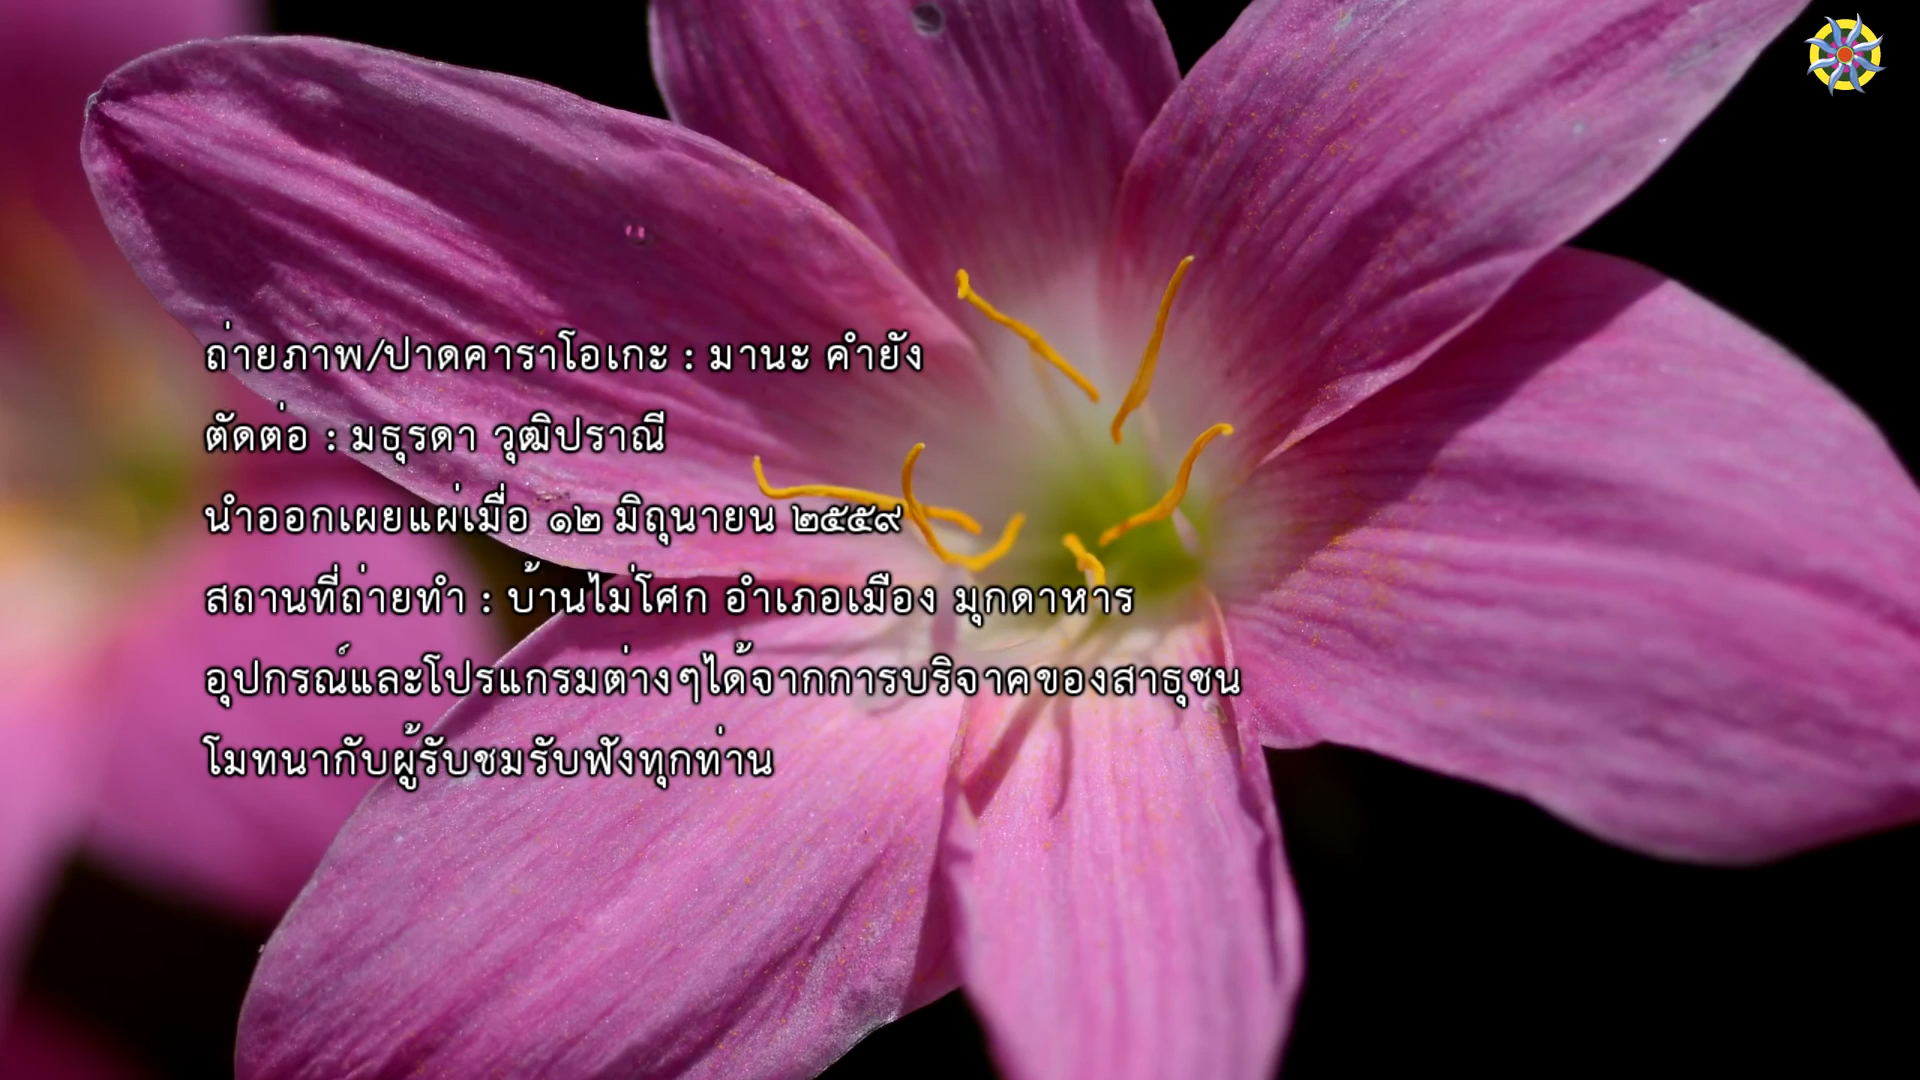 ถ่ายภาพ/ปาดคาราโอเกะ : มานะ คำยัง
ตัดต่อ : มธุรดา วุฒิปราณี
นำออกเผยแผ่เมื่อ ๑๒ มิถุนายน ๒๕๕๙
สถานที่ถ่ายทำ : บ้านไม่โศก อำเภอเมือง มุกดาหาร
อุปกรณ์และโปรแกรมต่างๆได้จากการบริจาคของสาธุชน
โมทนากับผู้รับชมรับฟังทุกท่าน